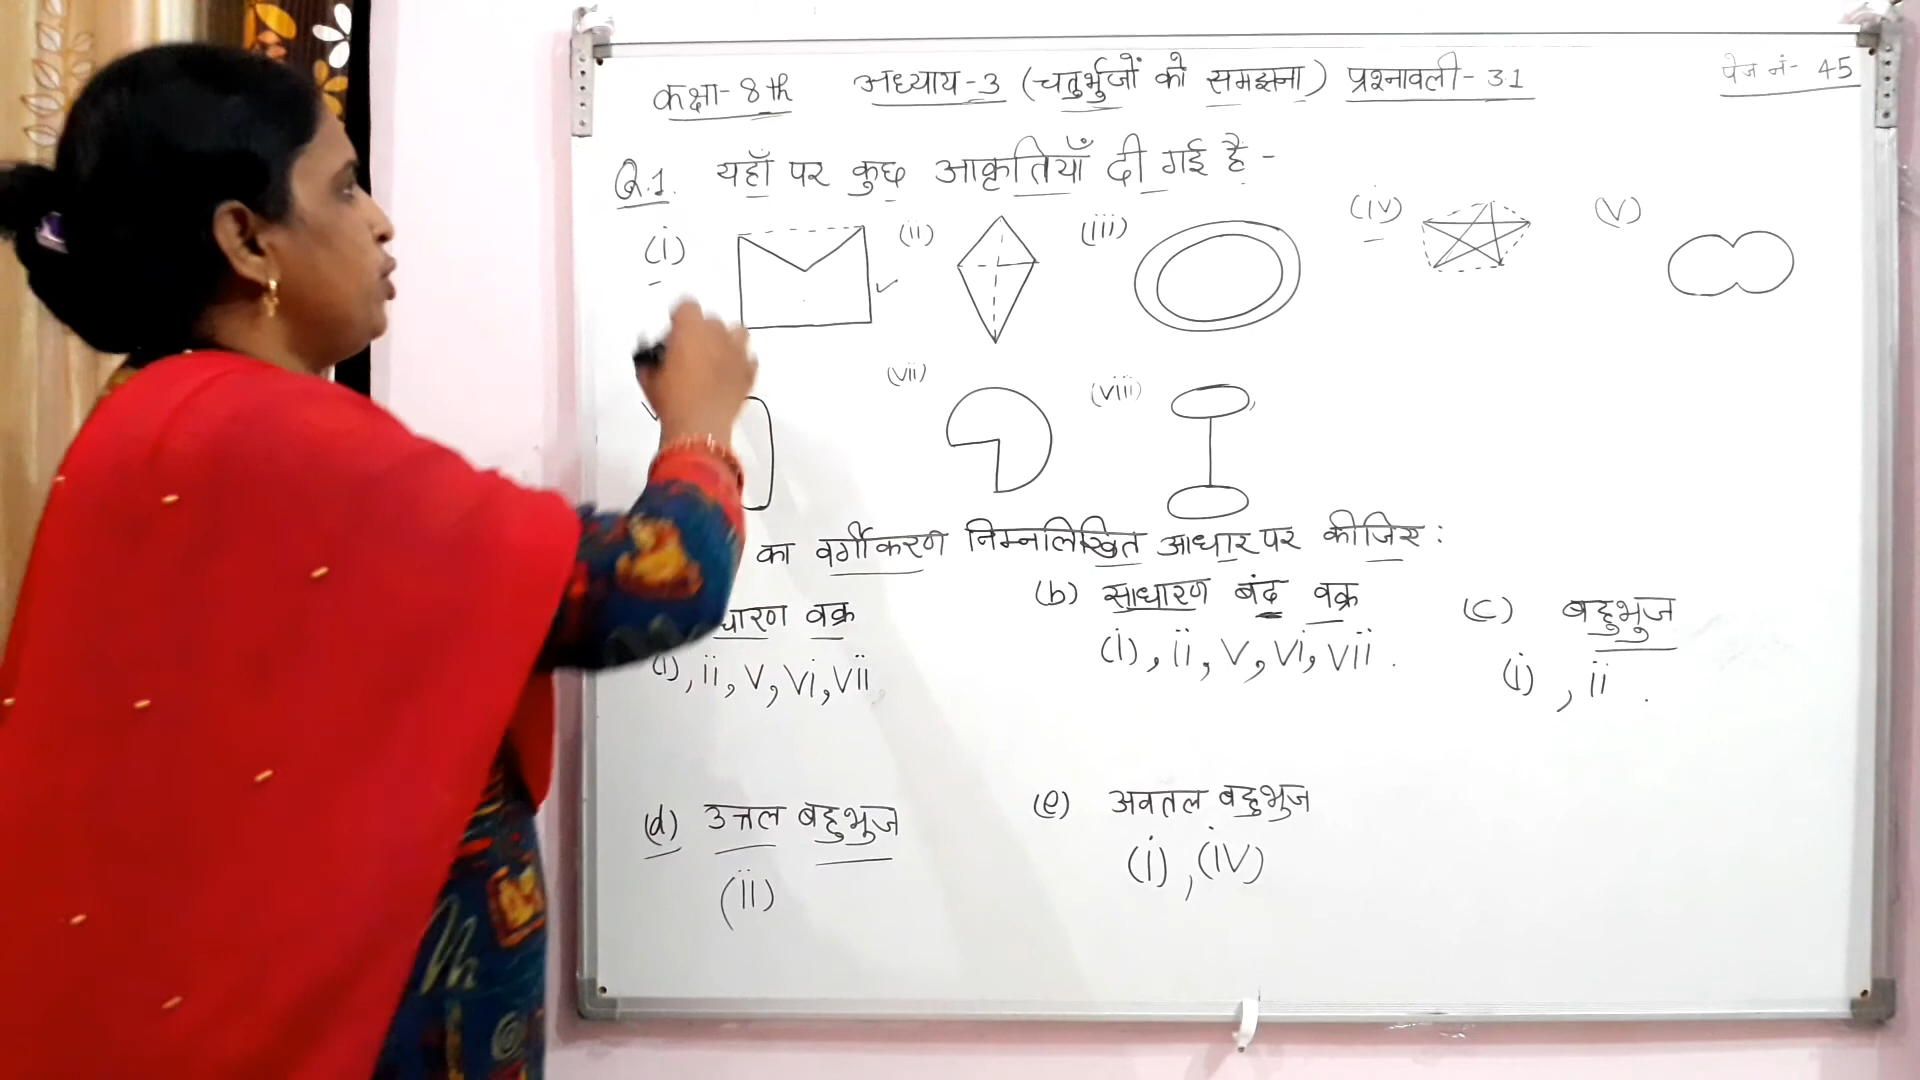 कक्षा- 8th अध्याय-3 (चतुर्भुजों को समझना) प्रश्नावली- 3.1 पेज नं- 45
Q.1. यहाँ पर कुछ आकृतियाँ दी गई है -
(i) (ii) (iii) (iv) (v)
(vii) (viii)
का वर्गीकरण निम्नलिखित आधार पर कीजिए :
धारण वक्र (b) साधारण बंद वक्र (c) बहुभुज
(i), ii, v, vi, vii (i), ii, v, vi, vii . (i) , ii .
(d) उत्तल बहुभुज (e) अवतल बहुभुज
(ii) (i) , (iv)